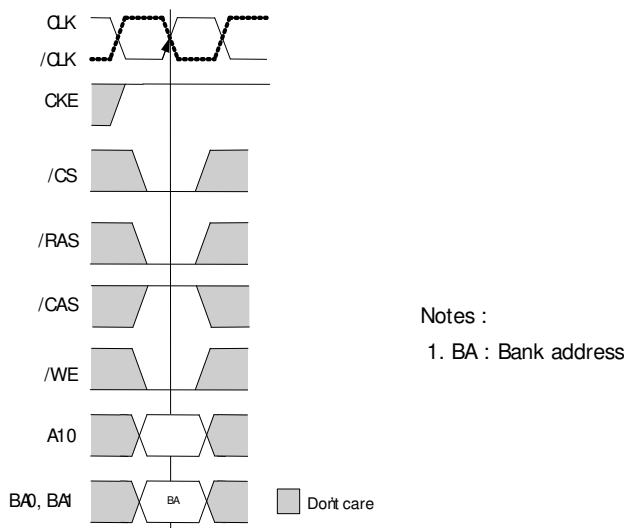 CLK
/CLK
CKE
/CS
/RAS
/CAS
/WE
A10
BA0, BA1
BA
Don't care
Notes :
1. BA : Bank address